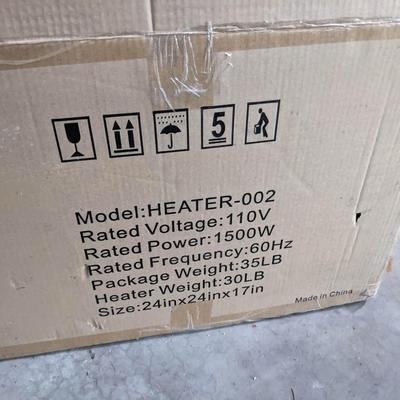 5
Model:HEATER-002
Rated Voltage:110V
Rated Power:1500W
Rated Frequency:60Hz
Package Weight:35LB
Heater Weight:30LB
Size:24inx24inx17in
Made in China